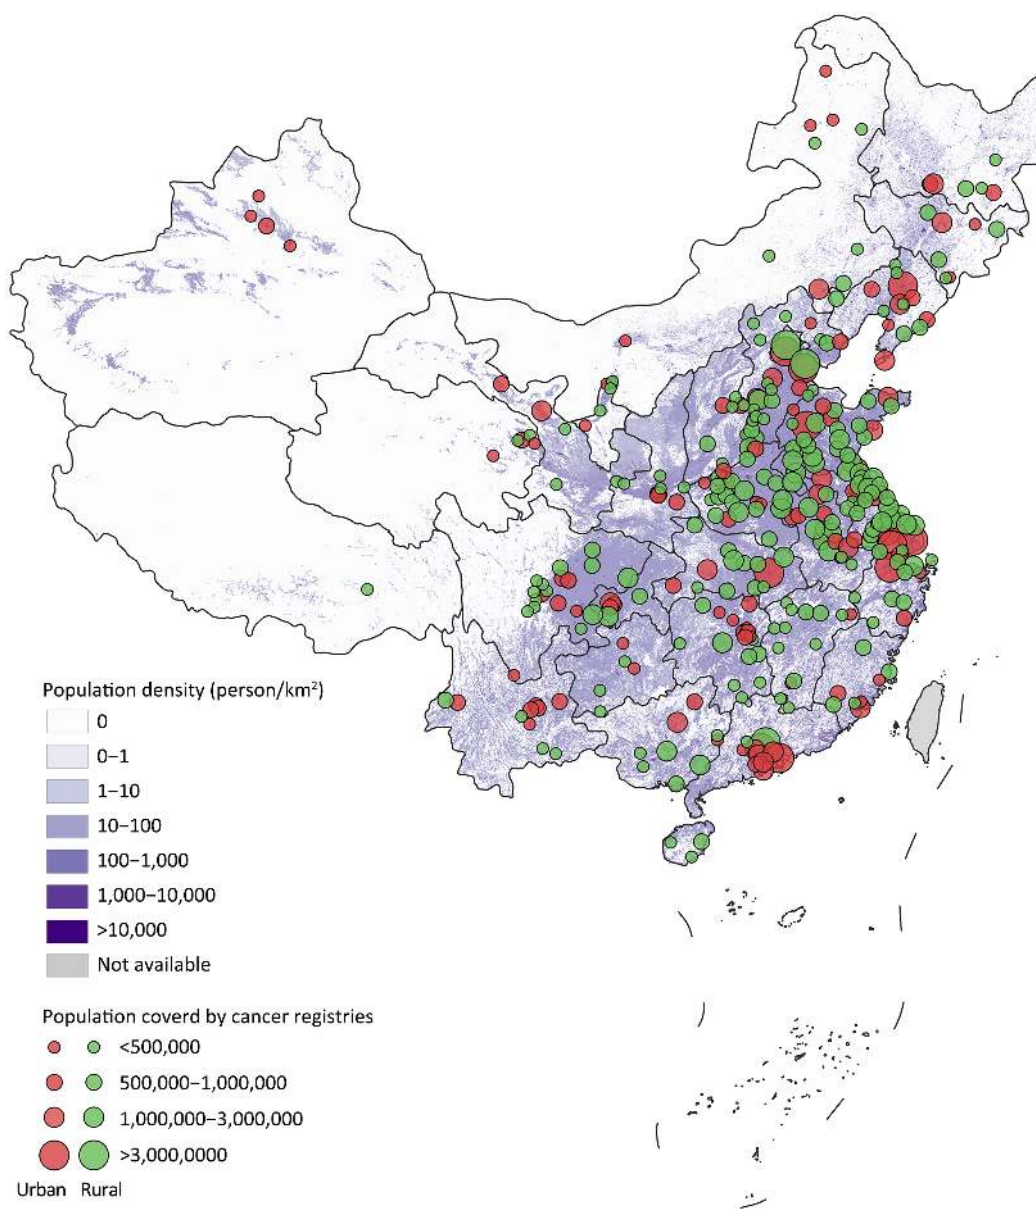 Population density (person/km²)
0
0–1
1–10
10–100
100–1,000
1,000–10,000
>10,000
Not available
Population coverd by cancer registries
<500,000
500,000–1,000,000
1,000,000–3,000,000
>3,000,0000
Urban Rural